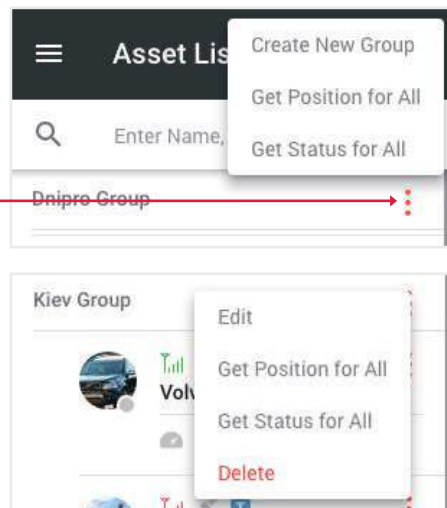 Asset Lis
Create New Group
Get Position for All
Get Status for All
Enter Name,
Dnipro Group
Kiev Group
Edit
Get Position for All
Get Status for All
Delete
Volv